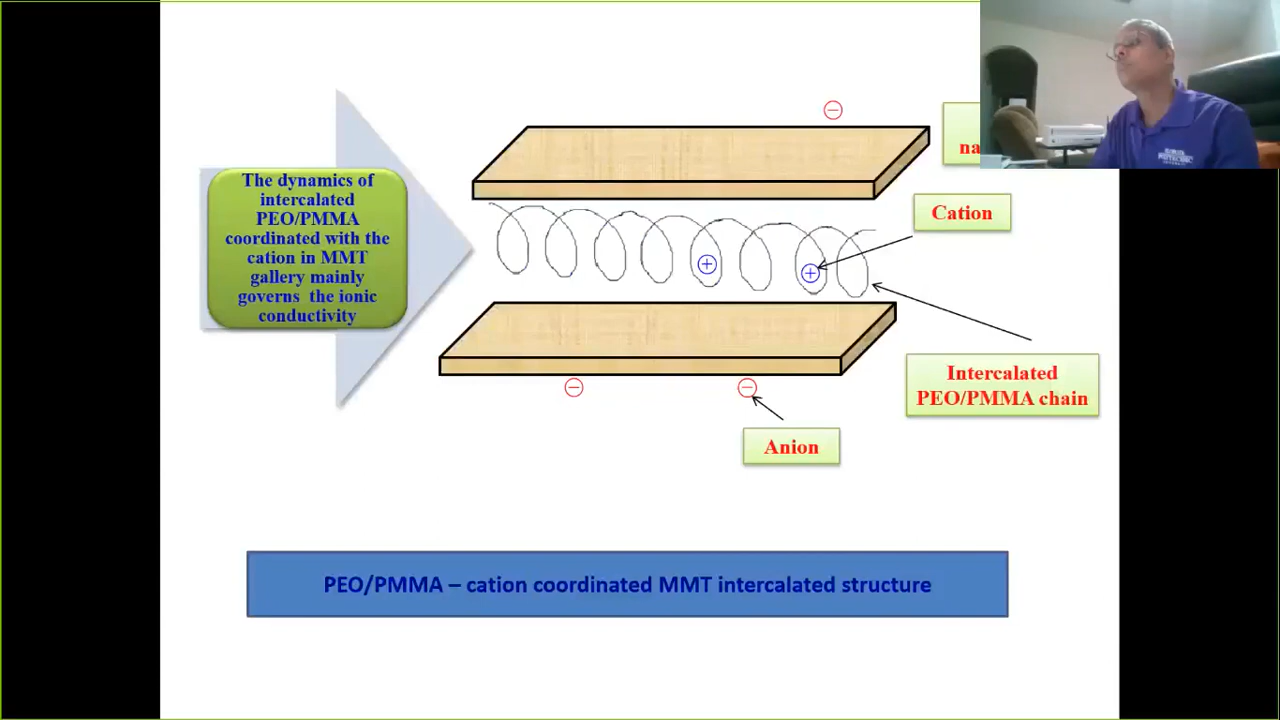 The dynamics of
intercalated
PEO/PMMA
coordinated with the
cation in MMT
gallery mainly
governs the ionic
conductivity
Cation
Intercalated
PEO/PMMA chain
Anion
PEO/PMMA – cation coordinated MMT intercalated structure
POLYTECHNIC